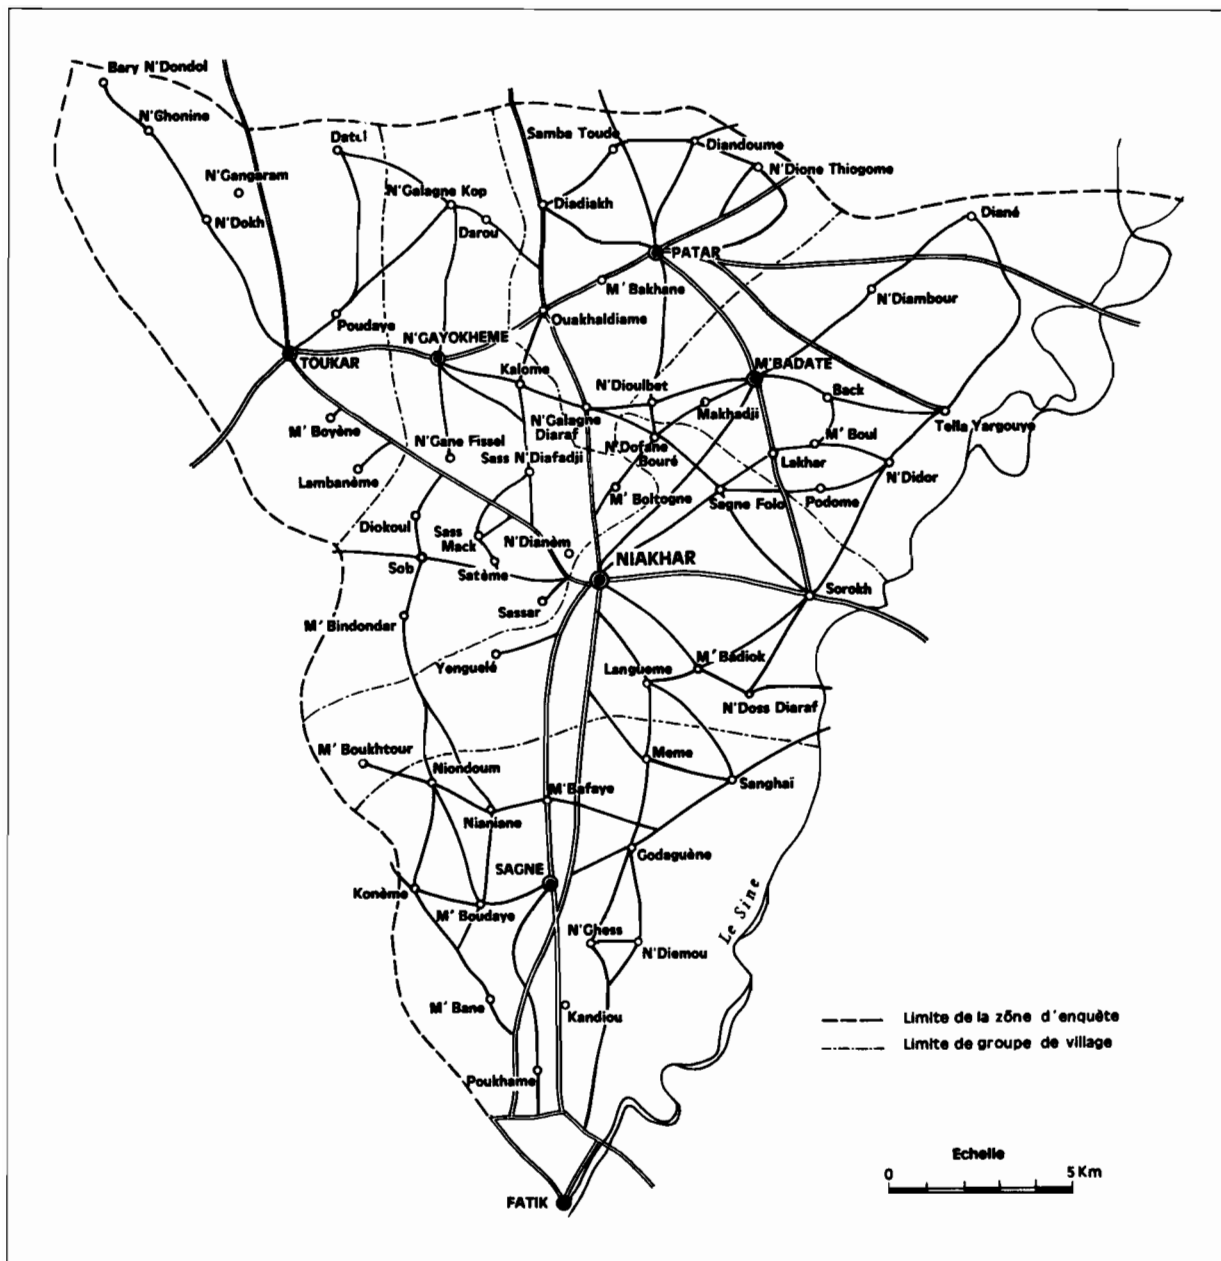 Bary N'Dondol
N'Ghonine
Datel
Samba Toude
Diandoume
N'Dione Thiogome
N'Gangaram
N'Galagne Kop
N'Dokh
Darou
Diadiakh
Diané
PATAR
M'Bakhane
N'Diambour
Poudaye
Ouakhaldiame
N'GAYOKHEME
TOUKAR
Kalome
M'BADATE
N'Dioulbet
Back
Makhadji
N'Galagne
Diaraf
Tella Yargouye
M'Boyène
N'Gane Fissel
M'Boul
N'Dofane
Bouré
Sass N'Diafadji
Lakhar
N'Didor
Lambanème
M'Boltogne
Sagne Folo
Podome
Diokoul
Sass
Mack
N'Dianèm
NIAKHAR
Sob
Satème
Sorokh
Sassar
M'Bindondar
Yenguelé
Langueme
M'Badiok
N'Doss Diaraf
M'Boukhtour
Niondoum
Meme
Sanghaï
M'Bafaye
Nianiane
Godaguène
SAGNE
Konème
M'Boudaye
Le Sine
N'Ghess
N'Diemou
M'Bane
Kandiou
Limite de la zône d'enquète
Limite de groupe de village
Poukhame
Echelle
0 5 Km
FATIK